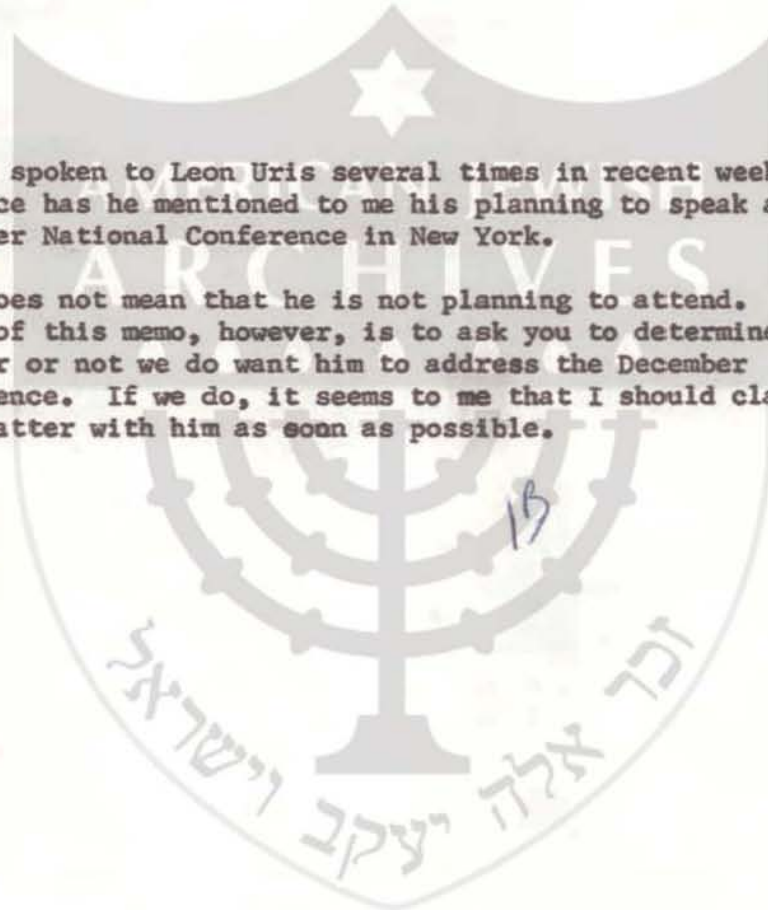 spoken to Leon Uris several times in recent
ce has he mentioned to me his planning to speak
er National Conference in New York.
oes not mean that he is not planning to attend.
of this memo, however, is to ask you to determine
r or not we do want him to address the December
ence. If we do, it seems to me that I should
atter with him as soon as possible.
AMERICAN JEWISH
ARCHIVES
זכר אלה יעקב וישראל